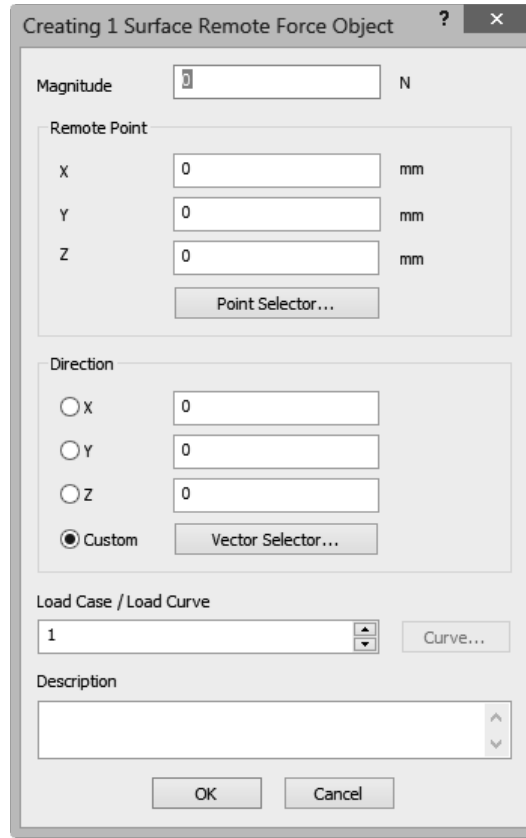 Creating 1 Surface Remote Force Object ? ×
Magnitude 0 N
Remote Point
X 0 mm
Y 0 mm
Z 0 mm
Point Selector...
Direction
X 0
Y 0
Z 0
Custom Vector Selector...
Load Case / Load Curve
1 Curve...
Description
OK Cancel